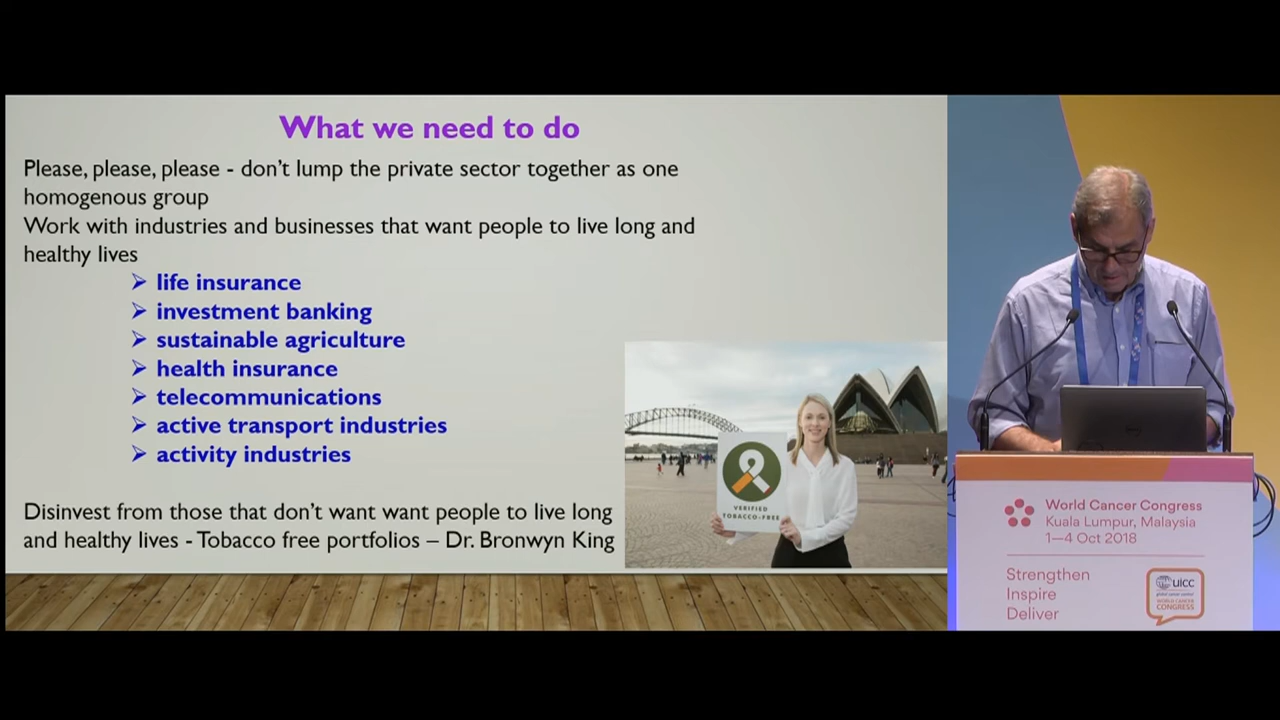 What we need to do
Please, please, please - don't lump the private sector together as one
homogenous group
Work with industries and businesses that want people to live long and
healthy lives
life insurance
investment banking
sustainable agriculture
health insurance
telecommunications
active transport industries
activity industries
Disinvest from those that don't want want people to live long
and healthy lives - Tobacco free portfolios – Dr. Bronwyn King
VERIFIED
TOBACCO-FREE
World Cancer Congress
Kuala Lumpur, Malaysia
1—4 Oct 2018
Strengthen
Inspire
Deliver
uicc
global cancer control
WORLD CANCER
CONGRESS